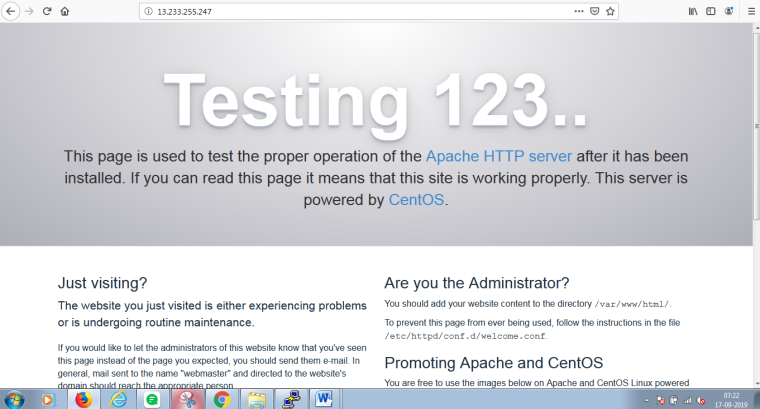 13.233.255.247
Testing 123..
This page is used to test the proper operation of the Apache HTTP server after it has been
installed. If you can read this page it means that this site is working properly. This server is
powered by CentOS.
Just visiting?
The website you just visited is either experiencing problems
or is undergoing routine maintenance.
If you would like to let the administrators of this website know that you've seen
this page instead of the page you expected, you should send them e-mail. In
general, mail sent to the name "webmaster" and directed to the website's
domain should reach the appropriate person.
Are you the Administrator?
You should add your website content to the directory /var/www/html/.
To prevent this page from ever being used, follow the instructions in the file
/etc/httpd/conf.d/welcome.conf.
Promoting Apache and CentOS
You are free to use the images below on Apache and CentOS Linux powered
07:22
17-09-2019